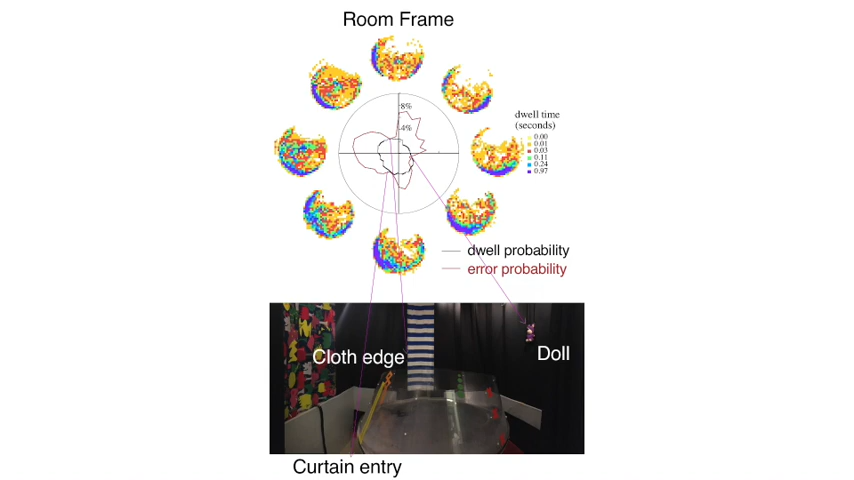 Room Frame
8%
4%
dwell time
(seconds)
0.00
0.01
0.03
0.11
0.24
0.97
dwell probability
error probability
Cloth edge
Doll
Curtain entry